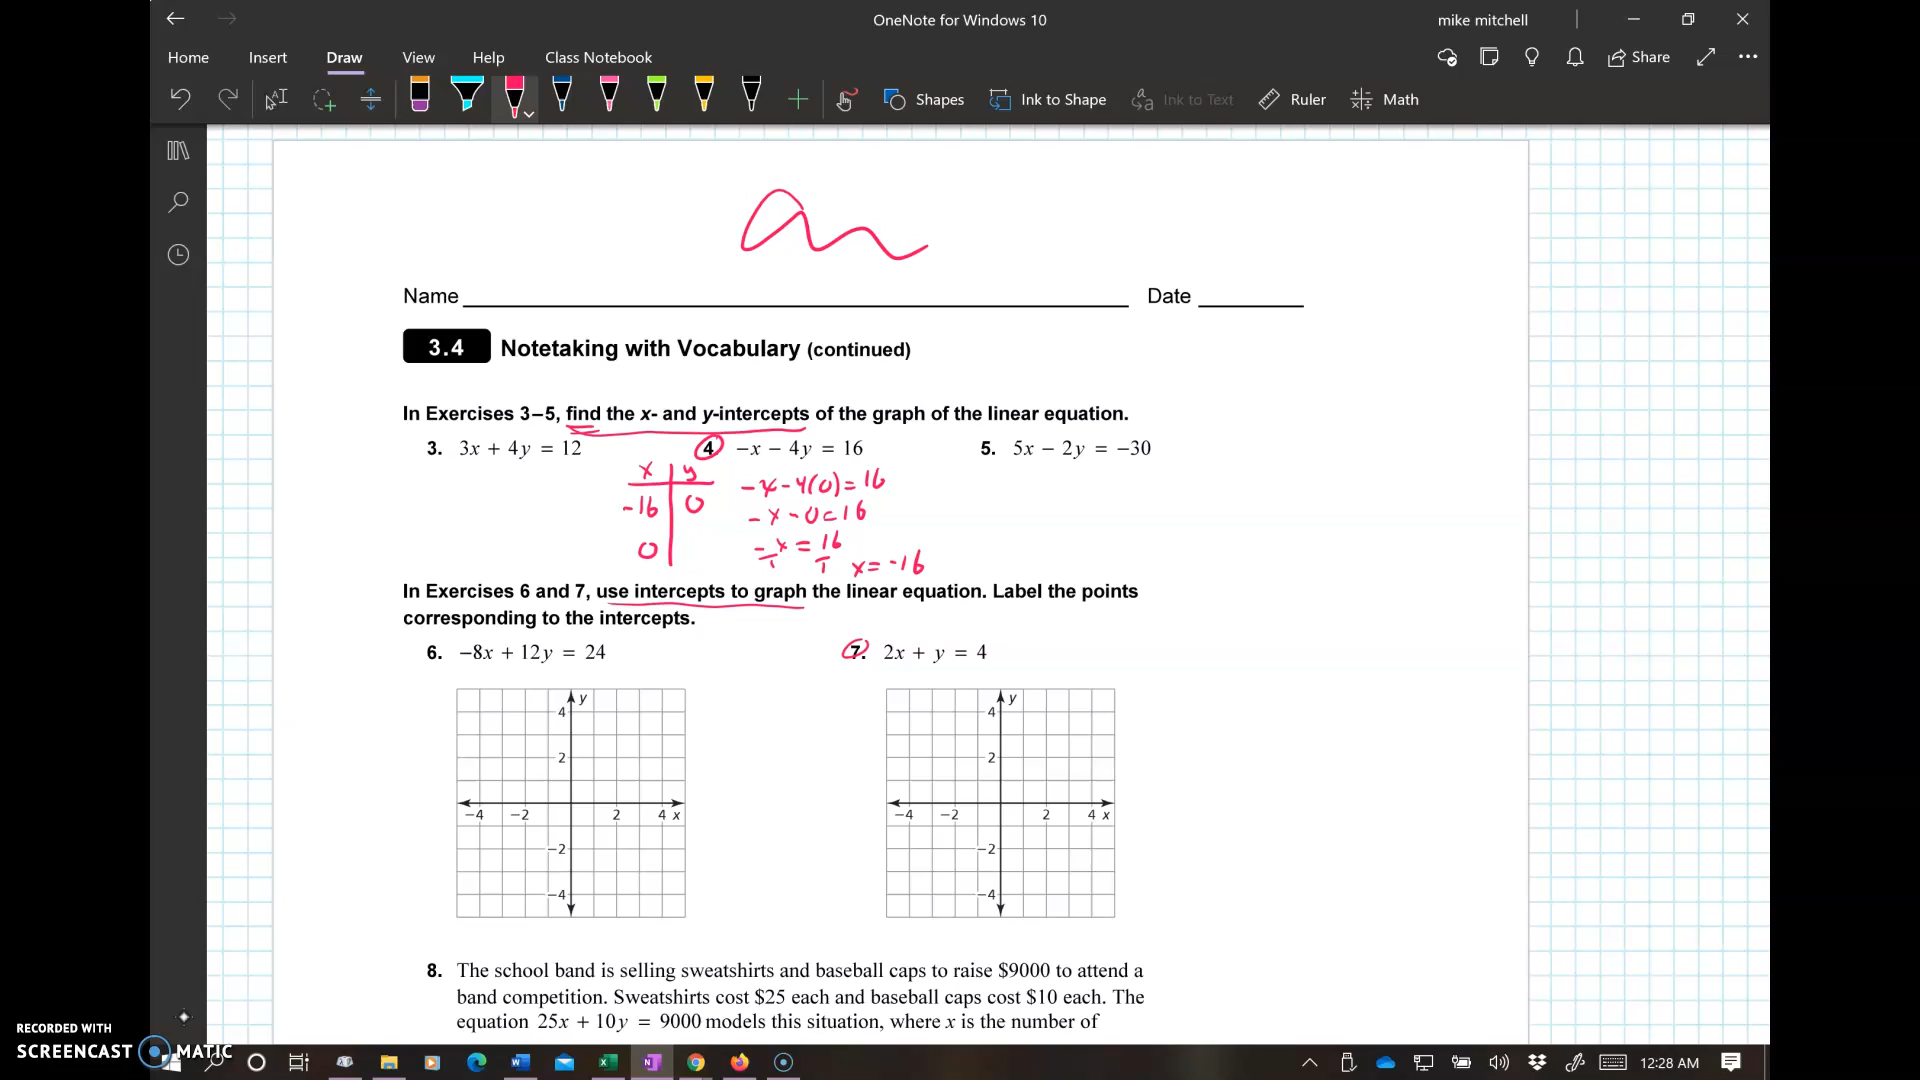 OneNote for Windows 10
mike mitchell
Home Insert Draw View Help Class Notebook
Share
Shapes Ink to Shape Ink to Text Ruler Math
Name Date
3.4 Notetaking with Vocabulary (continued)
In Exercises 3–5, find the x- and y-intercepts of the graph of the linear equation.
3. 3x + 4y = 12 4 −x − 4y = 16 5. 5x − 2y = −30
x y
-16 0
0
-x-4(0)=16
-x-0=16
-x = 16
1 1
x=-16
In Exercises 6 and 7, use intercepts to graph the linear equation. Label the points
corresponding to the intercepts.
6. −8x + 12y = 24 7. 2x + y = 4
y
4
2
−4 −2 2 4 x
−2
−4
y
4
2
−4 −2 2 4 x
−2
−4
8. The school band is selling sweatshirts and baseball caps to raise $9000 to attend a
band competition. Sweatshirts cost $25 each and baseball caps cost $10 each. The
equation 25x + 10y = 9000 models this situation, where x is the number of
RECORDED WITH
SCREENCAST MATIC
12:28 AM